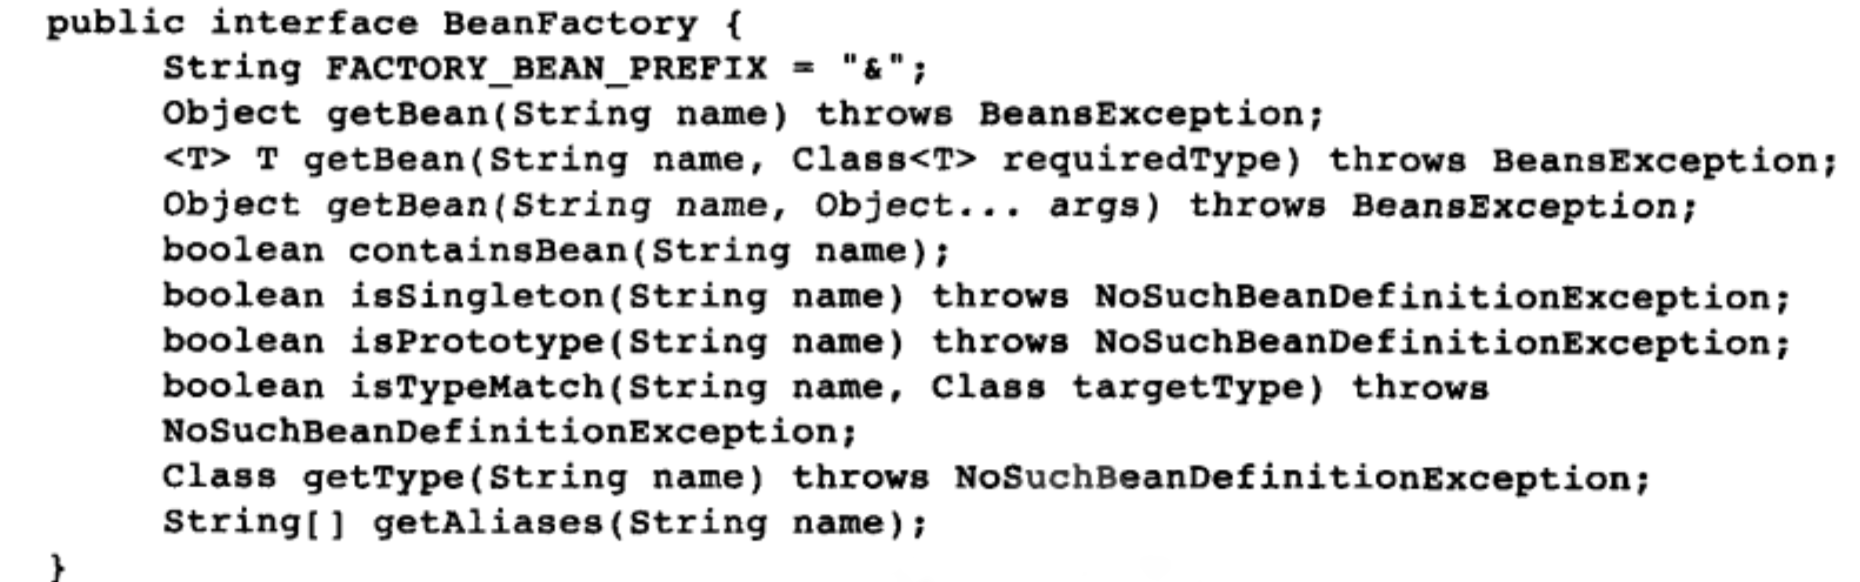 public interface BeanFactory {
String FACTORY_BEAN_PREFIX = "&";
Object getBean(String name) throws BeansException;
<T> T getBean(String name, Class<T> requiredType) throws BeansException;
Object getBean(String name, Object... args) throws BeansException;
boolean containsBean(String name);
boolean isSingleton(String name) throws NoSuchBeanDefinitionException;
boolean isPrototype(String name) throws NoSuchBeanDefinitionException;
boolean isTypeMatch(String name, Class targetType) throws
NoSuchBeanDefinitionException;
Class getType(String name) throws NoSuchBeanDefinitionException;
String[] getAliases(String name);
}